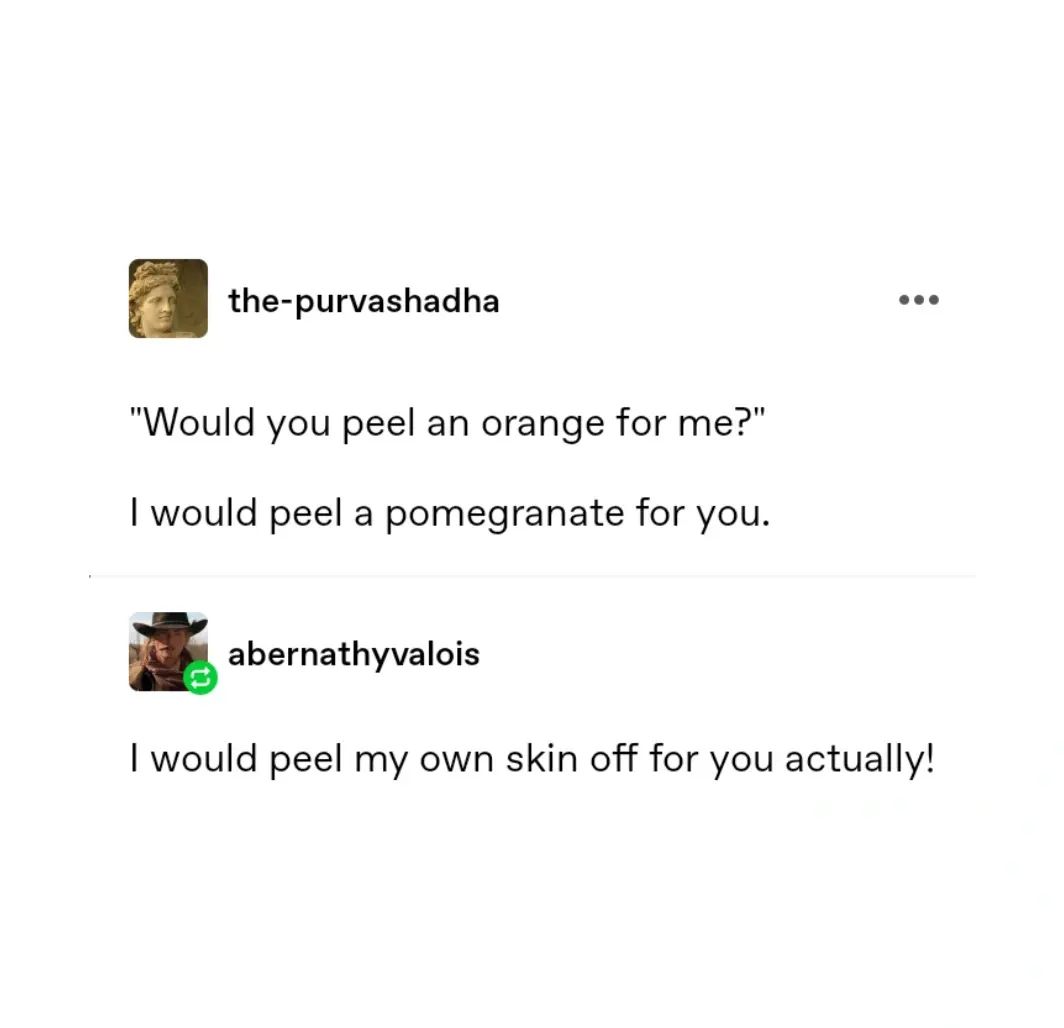 the-purvashadha
"Would you peel an orange for me?"
I would peel a pomegranate for you.
abernathyvalois
I would peel my own skin off for you actually!